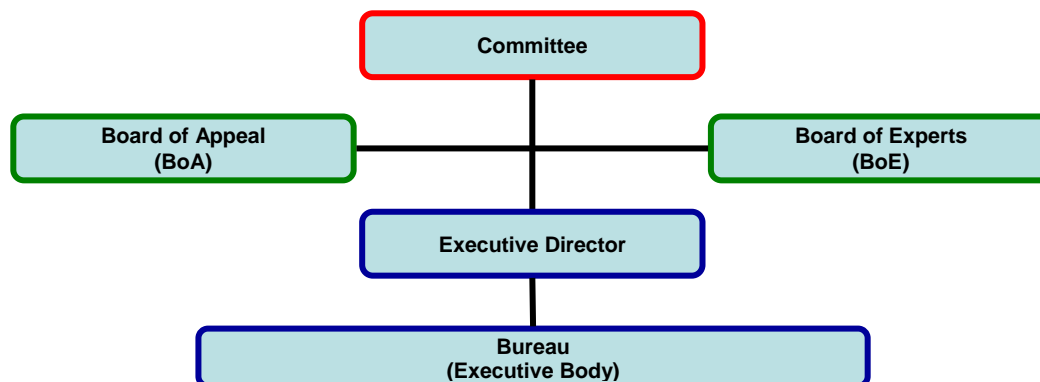 Committee
Board of Appeal
(BoA)
Board of Experts
(BoE)
Executive Director
Bureau
(Executive Body)